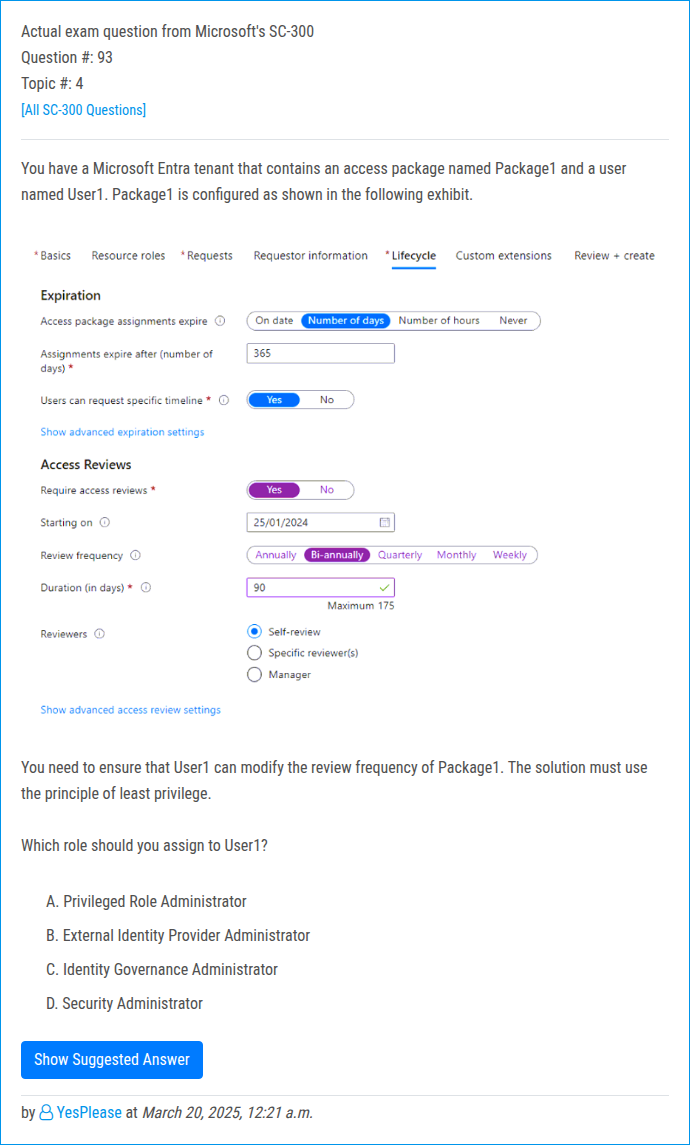 Actual exam question from Microsoft's SC-300
Question #: 93
Topic #: 4
[All SC-300 Questions]
You have a Microsoft Entra tenant that contains an access package named Package1 and a user
named User1. Package1 is configured as shown in the following exhibit.
* Basics Resource roles * Requests Requestor information * Lifecycle Custom extensions Review + create
Expiration
Access package assignments expire On date Number of days Number of hours Never
Assignments expire after (number of
days) * 365
Users can request specific timeline * Yes No
Show advanced expiration settings
Access Reviews
Require access reviews * Yes No
Starting on 25/01/2024
Review frequency Annually Bi-annually Quarterly Monthly Weekly
Duration (in days) * 90
Maximum 175
Reviewers Self-review
Specific reviewer(s)
Manager
Show advanced access review settings
You need to ensure that User1 can modify the review frequency of Package1. The solution must use
the principle of least privilege.
Which role should you assign to User1?
A. Privileged Role Administrator
B. External Identity Provider Administrator
C. Identity Governance Administrator
D. Security Administrator
Show Suggested Answer
by YesPlease at March 20, 2025, 12:21 a.m.